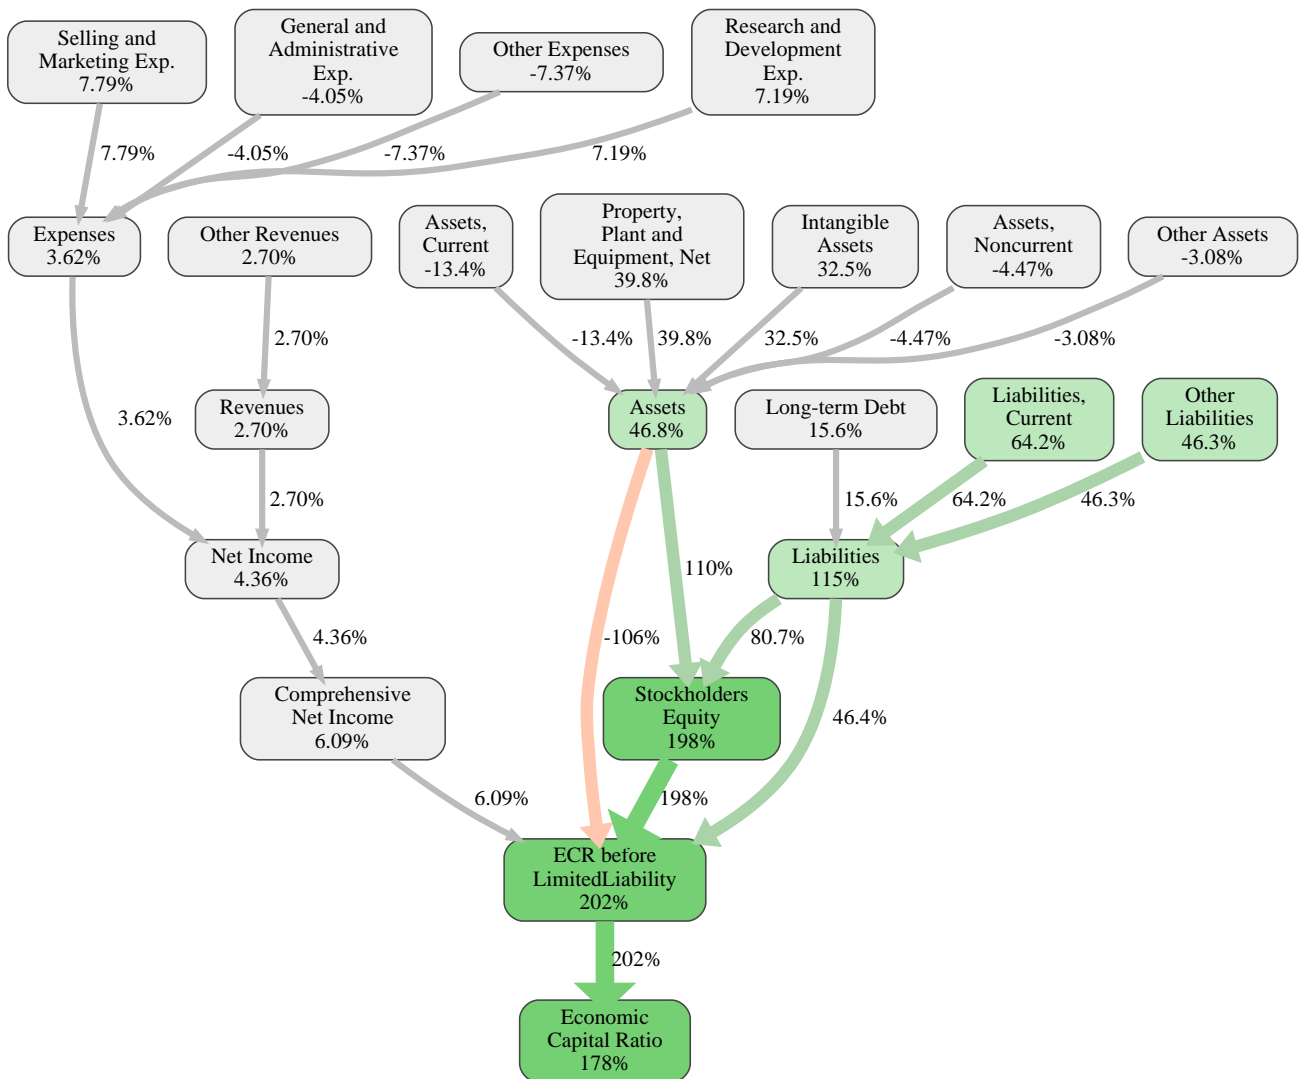 Selling and
Marketing Exp.
7.79%
General and
Administrative
Exp.
-4.05%
Other Expenses
-7.37%
Research and
Development
Exp.
7.19%
7.79%
-4.05%
-7.37%
7.19%
Expenses
3.62%
Other Revenues
2.70%
Assets,
Current
-13.4%
Property,
Plant and
Equipment, Net
39.8%
Intangible
Assets
32.5%
Assets,
Noncurrent
-4.47%
Other Assets
-3.08%
2.70%
-13.4%
39.8%
32.5%
-4.47%
-3.08%
3.62%
Revenues
2.70%
Assets
46.8%
Long-term Debt
15.6%
Liabilities,
Current
64.2%
Other
Liabilities
46.3%
2.70%
15.6%
64.2%
46.3%
Net Income
4.36%
110%
Liabilities
115%
4.36%
-106%
80.7%
Comprehensive
Net Income
6.09%
Stockholders
Equity
198%
46.4%
6.09%
198%
ECR before
LimitedLiability
202%
202%
Economic
Capital Ratio
178%